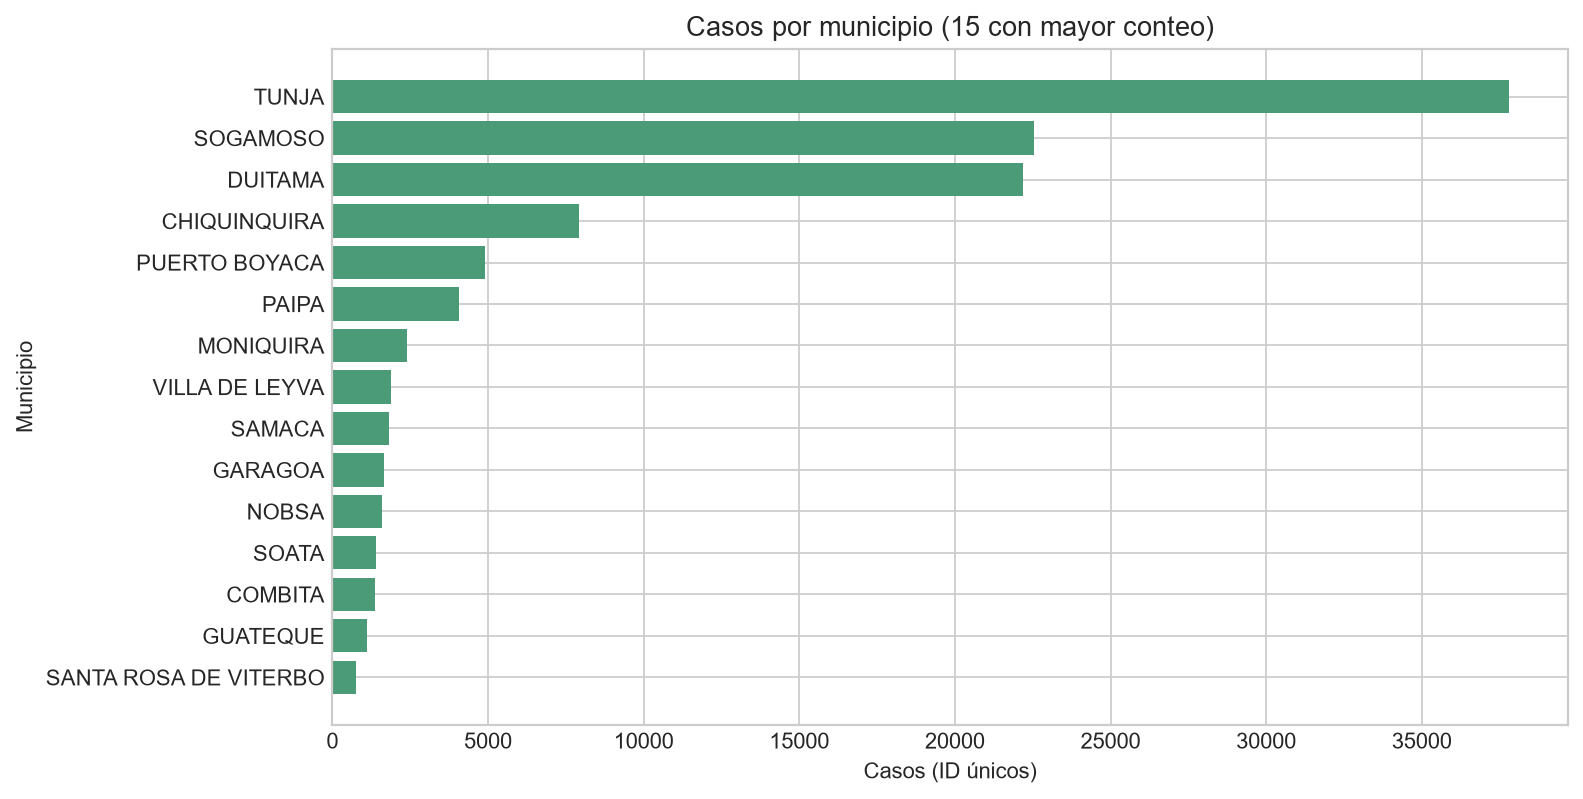 Casos por municipio (15 con mayor conteo)
Municipio
TUNJA
SOGAMOSO
DUITAMA
CHIQUINQUIRA
PUERTO BOYACA
PAIPA
MONIQUIRA
VILLA DE LEYVA
SAMACA
GARAGOA
NOBSA
SOATA
COMBITA
GUATEQUE
SANTA ROSA DE VITERBO
0 5000 10000 15000 20000 25000 30000 35000
Casos (ID únicos)